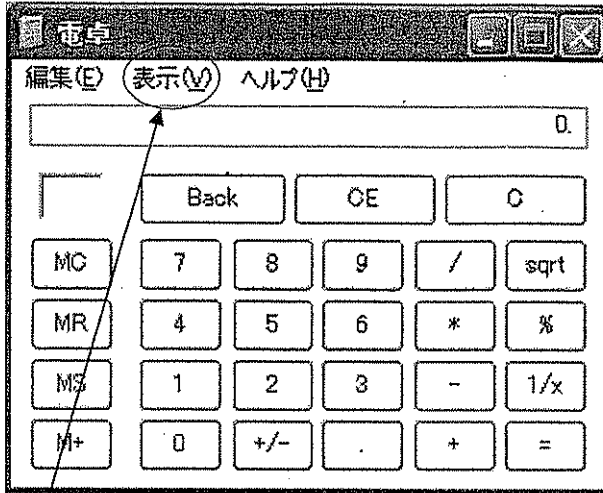 電卓
編集(E) 表示(V) ヘルプ(H)
0.
Back CE C
MC 7 8 9 / sqrt
MR 4 5 6 * %
MS 1 2 3 - 1/x
M+ 0 +/- . + =